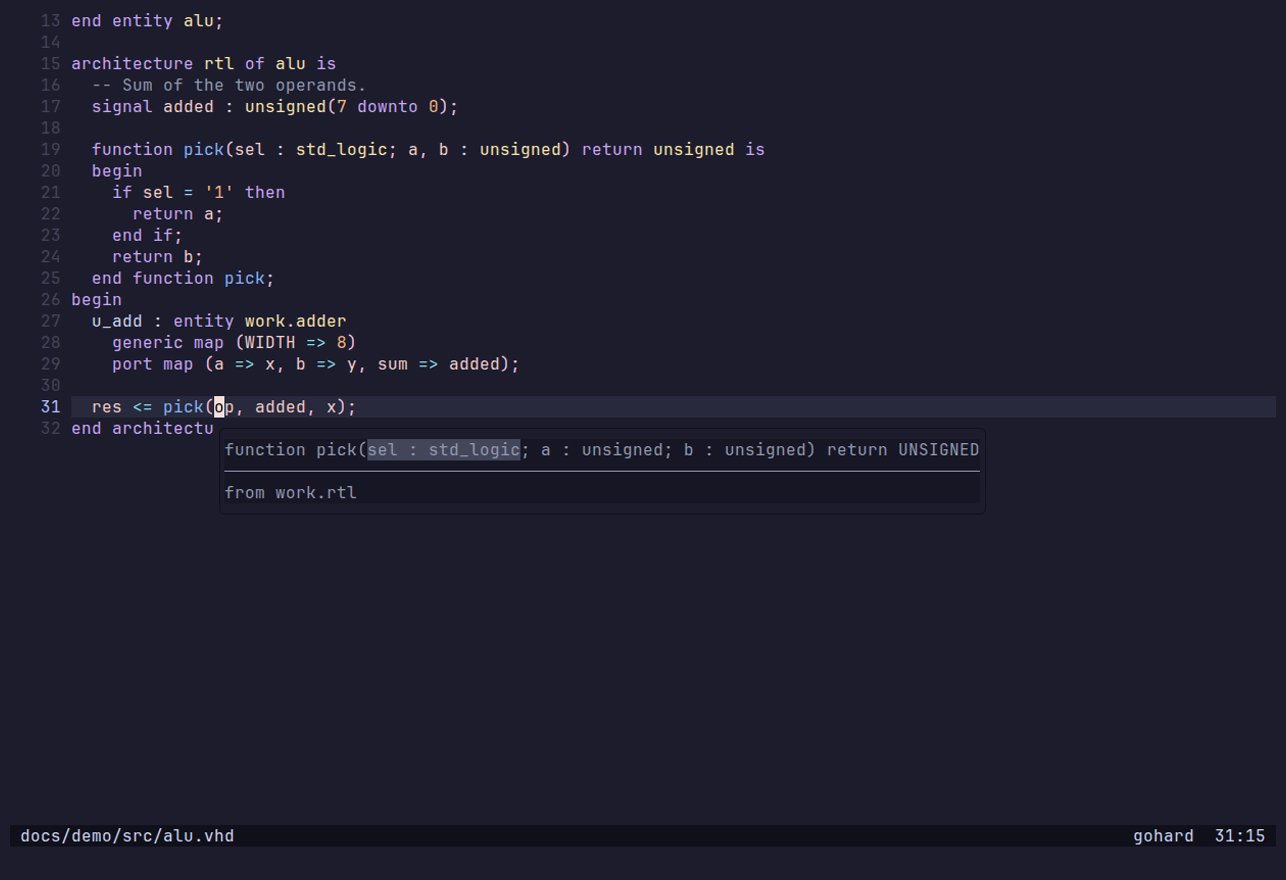 13 end entity alu;
14
15 architecture rtl of alu is
16   -- Sum of the two operands.
17   signal added : unsigned(7 downto 0);
18
19   function pick(sel : std_logic; a, b : unsigned) return unsigned is
20   begin
21     if sel = '1' then
22       return a;
23     end if;
24     return b;
25   end function pick;
26 begin
27   u_add : entity work.adder
28     generic map (WIDTH => 8)
29     port map (a => x, b => y, sum => added);
30
31   res <= pick(op, added, x);
32 end architectu
function pick(sel : std_logic; a : unsigned; b : unsigned) return UNSIGNED
from work.rtl
docs/demo/src/alu.vhd gohard 31:15